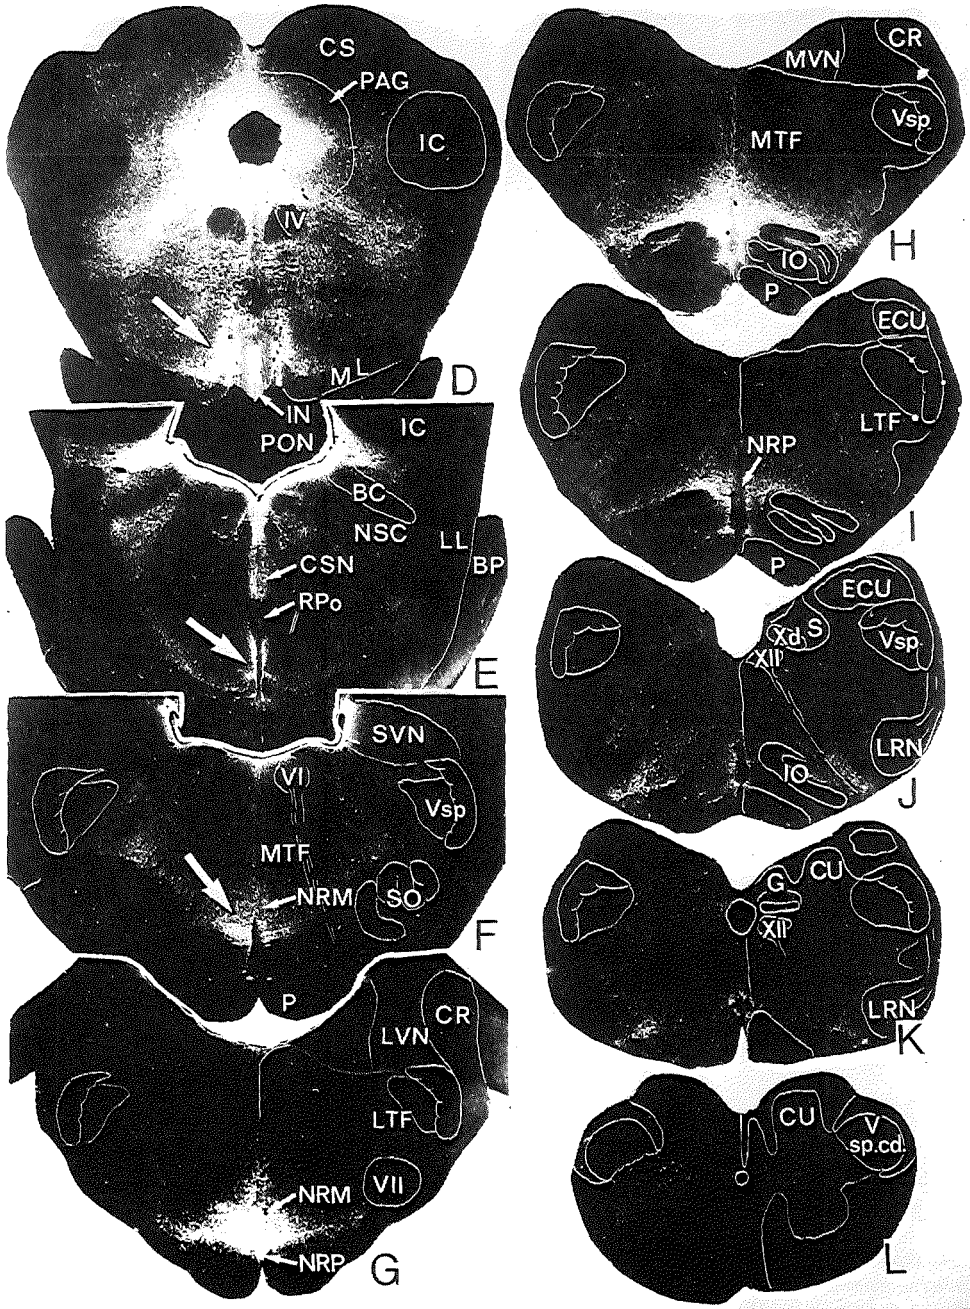 CS
PAG
IC
IV
ML
D
IN
PON
IC
BC
NSC
LL
BP
CSN
RPo
E
SVN
VI
Vsp
MTF
NRM
SO
F
P
CR
LVN
LTF
VII
NRM
NRP
G
CR
MVN
Vsp
MTF
H
IO
P
ECU
LTF
NRP
I
P
ECU
S
Xd
XII
Vsp
LRN
IO
J
CU
G
XII
LRN
K
CU
V
sp.cd.
L